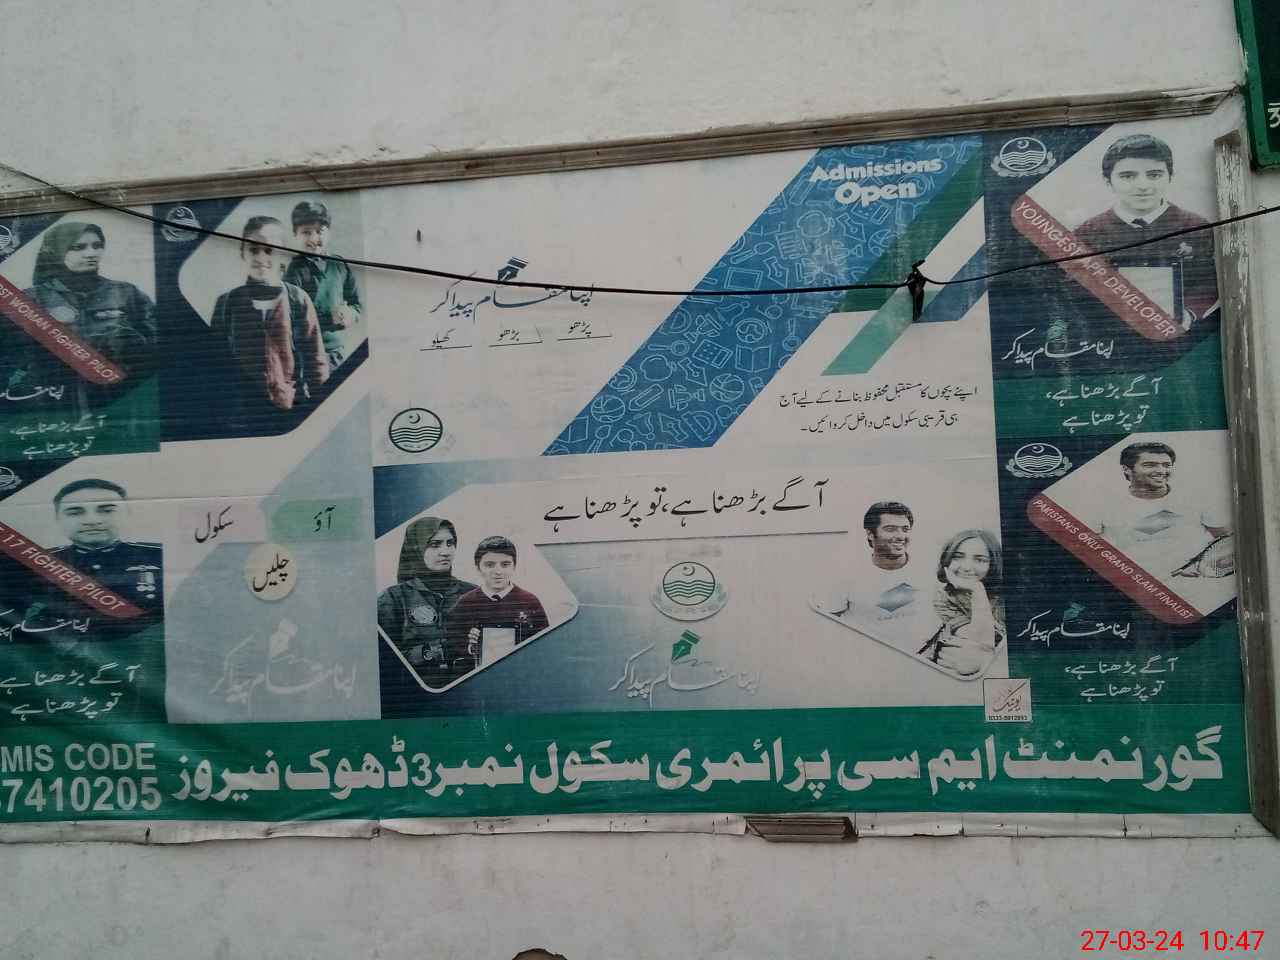 Admissions
Open
اپنا مقام پیدا کر
پڑھو بڑھو کھیلو
اپنے بچوں کا مستقبل محفوظ بنانے کے لیے آج
ہی قریبی سکول میں داخل کروائیں۔
YOUNGEST APP DEVELOPER
اپنا مقام پیدا کر
آگے بڑھنا ہے،
تو پڑھنا ہے
WOMAN FIGHTER PILOT
آگے بڑھنا ہے،
تو پڑھنا ہے
آؤ
سکول
چلیں
اپنا مقام پیدا کر
آگے بڑھنا ہے، تو پڑھنا ہے
اپنا مقام پیدا کر
PAKISTAN'S ONLY GRAND SLAM FINALIST
اپنا مقام پیدا کر
آگے بڑھنا ہے،
تو پڑھنا ہے
17 FIGHTER PILOT
آگے بڑھنا ہے
تو پڑھنا ہے
یونیک
گورنمنٹ ایم سی پرائمری سکول نمبر3 ڈھوک فیروز
MIS CODE
37410205
27-03-24 10:47